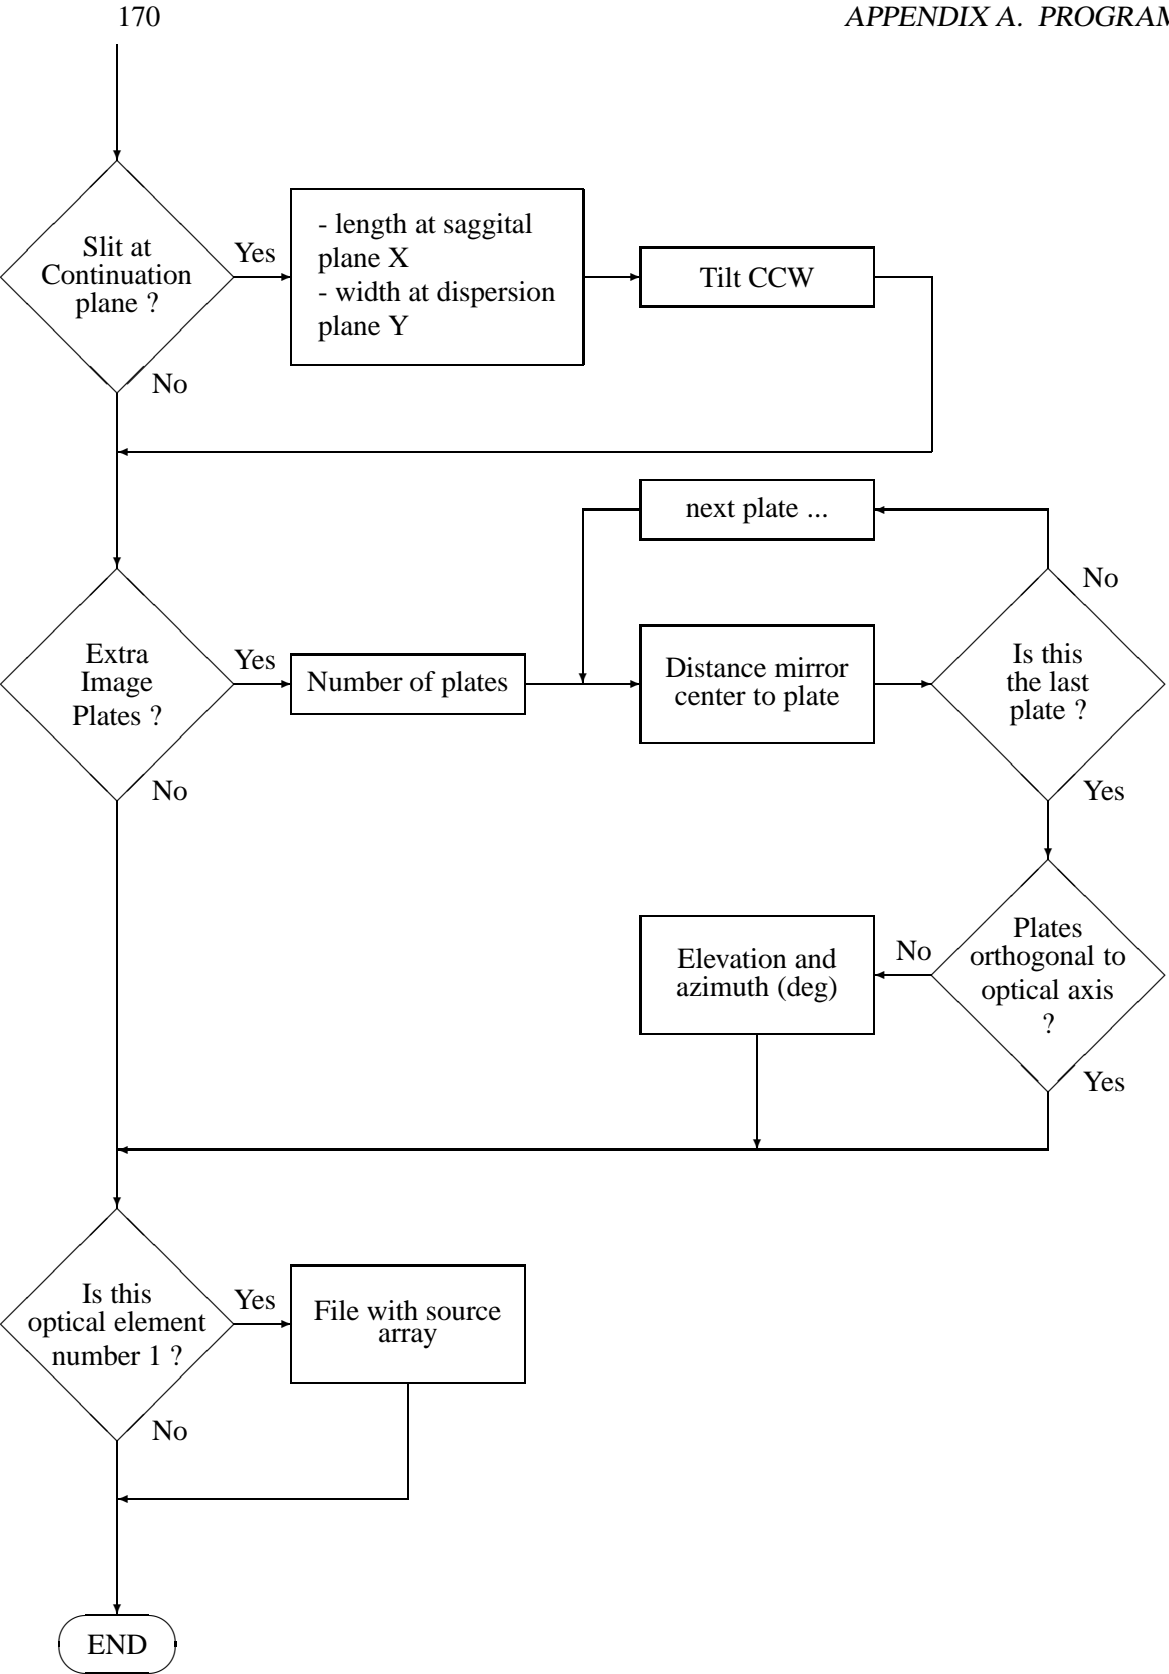 170
APPENDIX A. PROGRAM
Slit at
Continuation
plane ?
Yes
- length at saggital
plane X
- width at dispersion
plane Y
Tilt CCW
No
next plate ...
Extra
Image
Plates ?
Yes
Number of plates
Distance mirror
center to plate
Is this
the last
plate ?
No
No
Yes
Plates
orthogonal to
optical axis
?
No
Elevation and
azimuth (deg)
Yes
Is this
optical element
number 1 ?
Yes
File with source
array
No
END